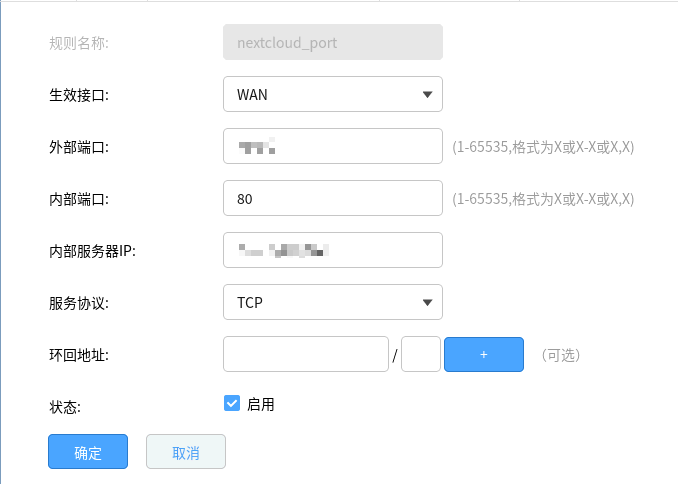 规则名称: nextcloud_port
生效接口: WAN
外部端口: (1-65535,格式为X或X-X或X,X)
内部端口: 80 (1-65535,格式为X或X-X或X,X)
内部服务器IP:
服务协议: TCP
环回地址: / + （可选）
状态: 启用
确定 取消